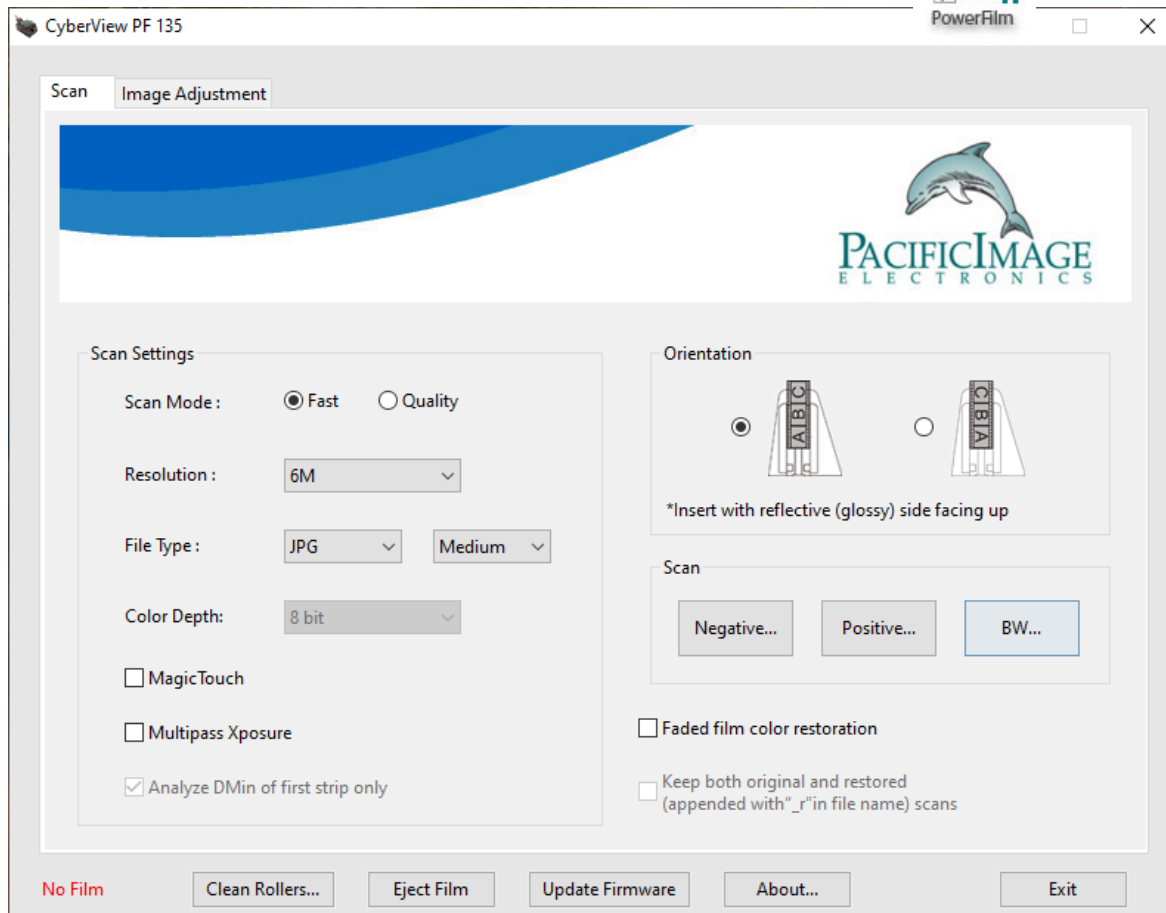 PowerFilm
CyberView PF 135
Scan
Image Adjustment
PACIFICIMAGE
ELECTRONICS
Scan Settings
Scan Mode :
Fast
Quality
Resolution :
6M
File Type :
JPG
Medium
Color Depth:
8 bit
MagicTouch
Multipass Xposure
Analyze DMin of first strip only
Orientation
ABC
CBA
*Insert with reflective (glossy) side facing up
Scan
Negative...
Positive...
BW...
Faded film color restoration
Keep both original and restored
(appended with"_r"in file name) scans
No Film
Clean Rollers...
Eject Film
Update Firmware
About...
Exit